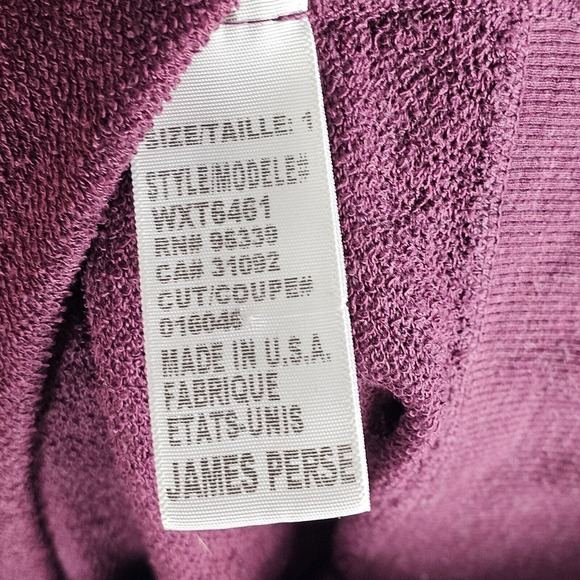 SIZE/TAILLE: 1
STYLE/MODELE#
WXT6461
RN# 95339
CA# 31092
CUT/COUPE#
016046
MADE IN U.S.A.
FABRIQUE
ETATS-UNIS
JAMES PERSE